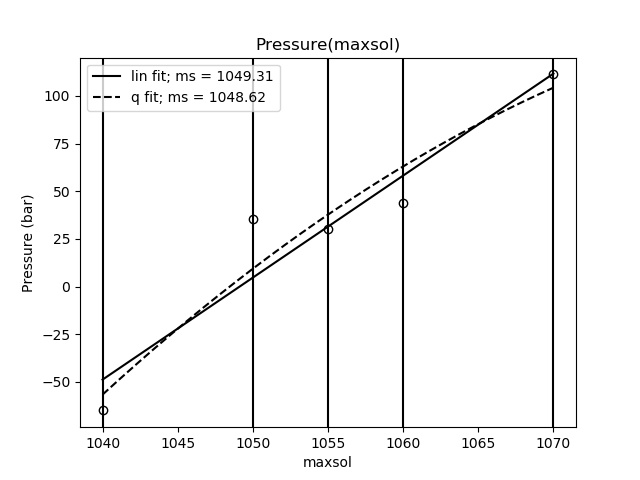 Pressure(maxsol)
lin fit; ms = 1049.31
q fit; ms = 1048.62
100
75
50
25
0
−25
−50
Pressure (bar)
1040 1045 1050 1055 1060 1065 1070
maxsol